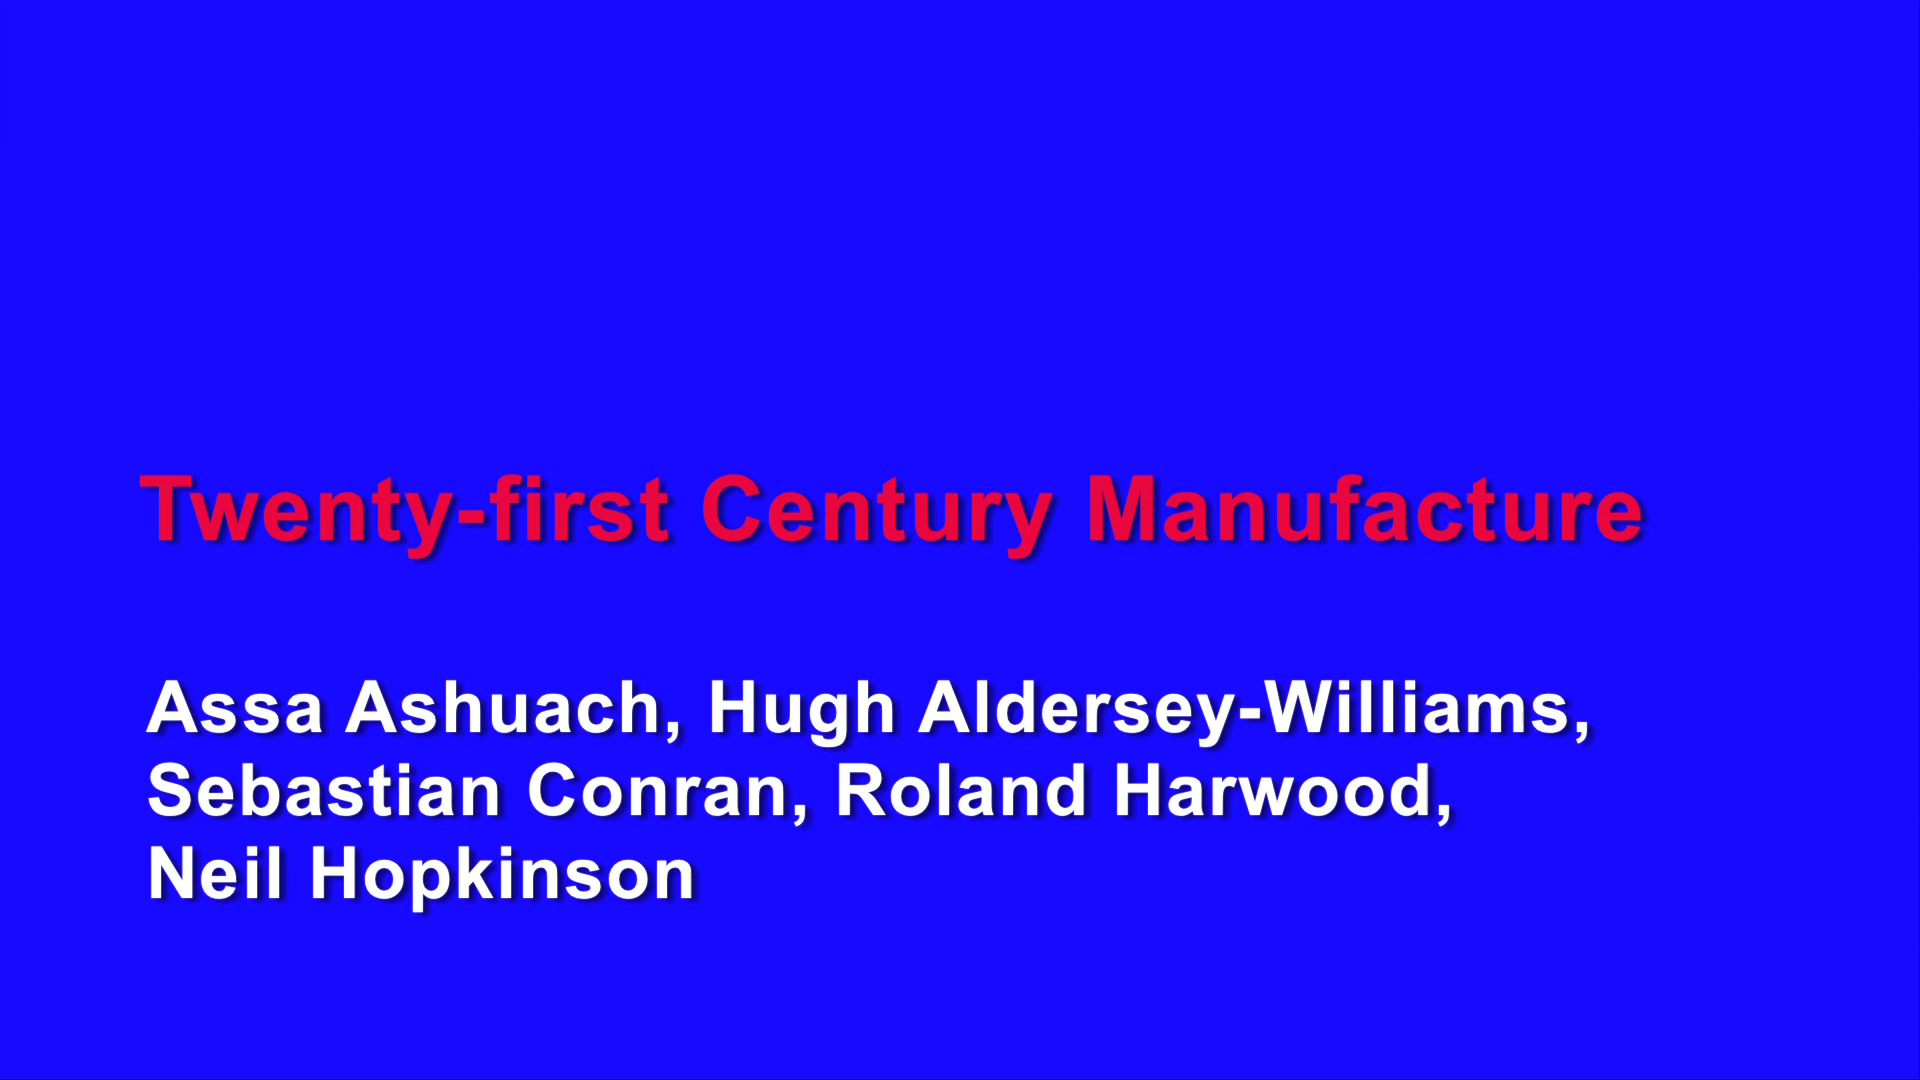 Twenty-first Century Manufacture
Assa Ashuach, Hugh Aldersey-Williams,
Sebastian Conran, Roland Harwood,
Neil Hopkinson